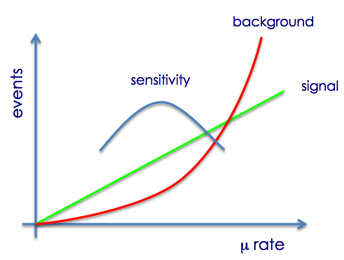 background
sensitivity
signal
events
μ rate